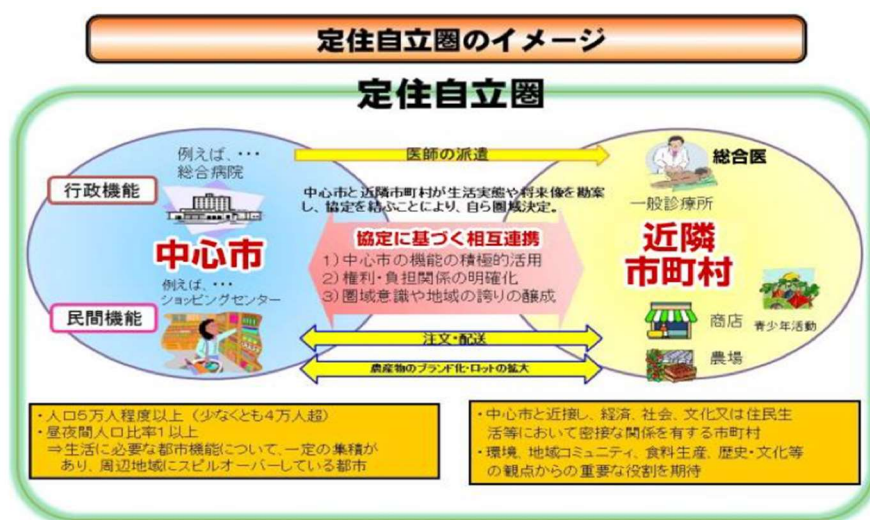 定住自立圏のイメージ
定住自立圏
例えば、・・・
総合病院
行政機能
中心市
例えば、・・・
ショッピングセンター
民間機能
医師の派遣
中心市と近隣市町村が生活実態や将来像を勘案
し、協定を結ぶことにより、自ら圏域決定。
協定に基づく相互連携
1)中心市の機能の積極的活用
2)権利・負担関係の明確化
3)圏域意識や地域の誇りの醸成
注文・配送
農産物のブランド化・ロットの拡大
総合医
一般診療所
近隣
市町村
商店
青少年活動
農場
・人口5万人程度以上(少なくとも4万人超)
・昼夜間人口比率1以上
⇒生活に必要な都市機能について、一定の集積が
あり、周辺地域にスピルオーバーしている都市
・中心市と近接し、経済、社会、文化又は住民生
活等において密接な関係を有する市町村
・環境、地域コミュニティ、食料生産、歴史・文化等
の観点からの重要な役割を期待